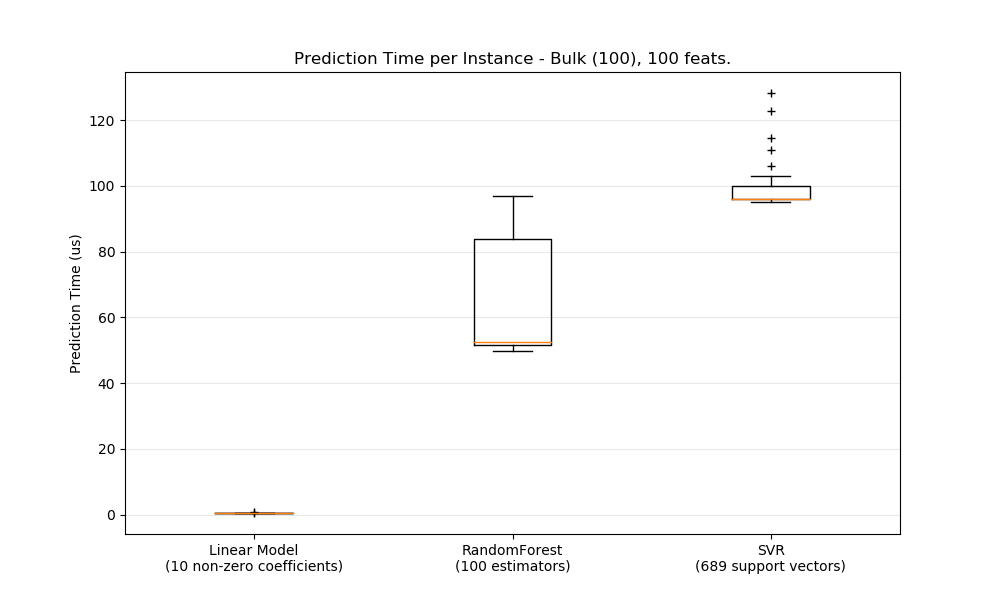 Prediction Time per Instance - Bulk (100), 100 feats.
Prediction Time (us)
120
100
80
60
40
20
0
Linear Model
(10 non-zero coefficients)
RandomForest
(100 estimators)
SVR
(689 support vectors)